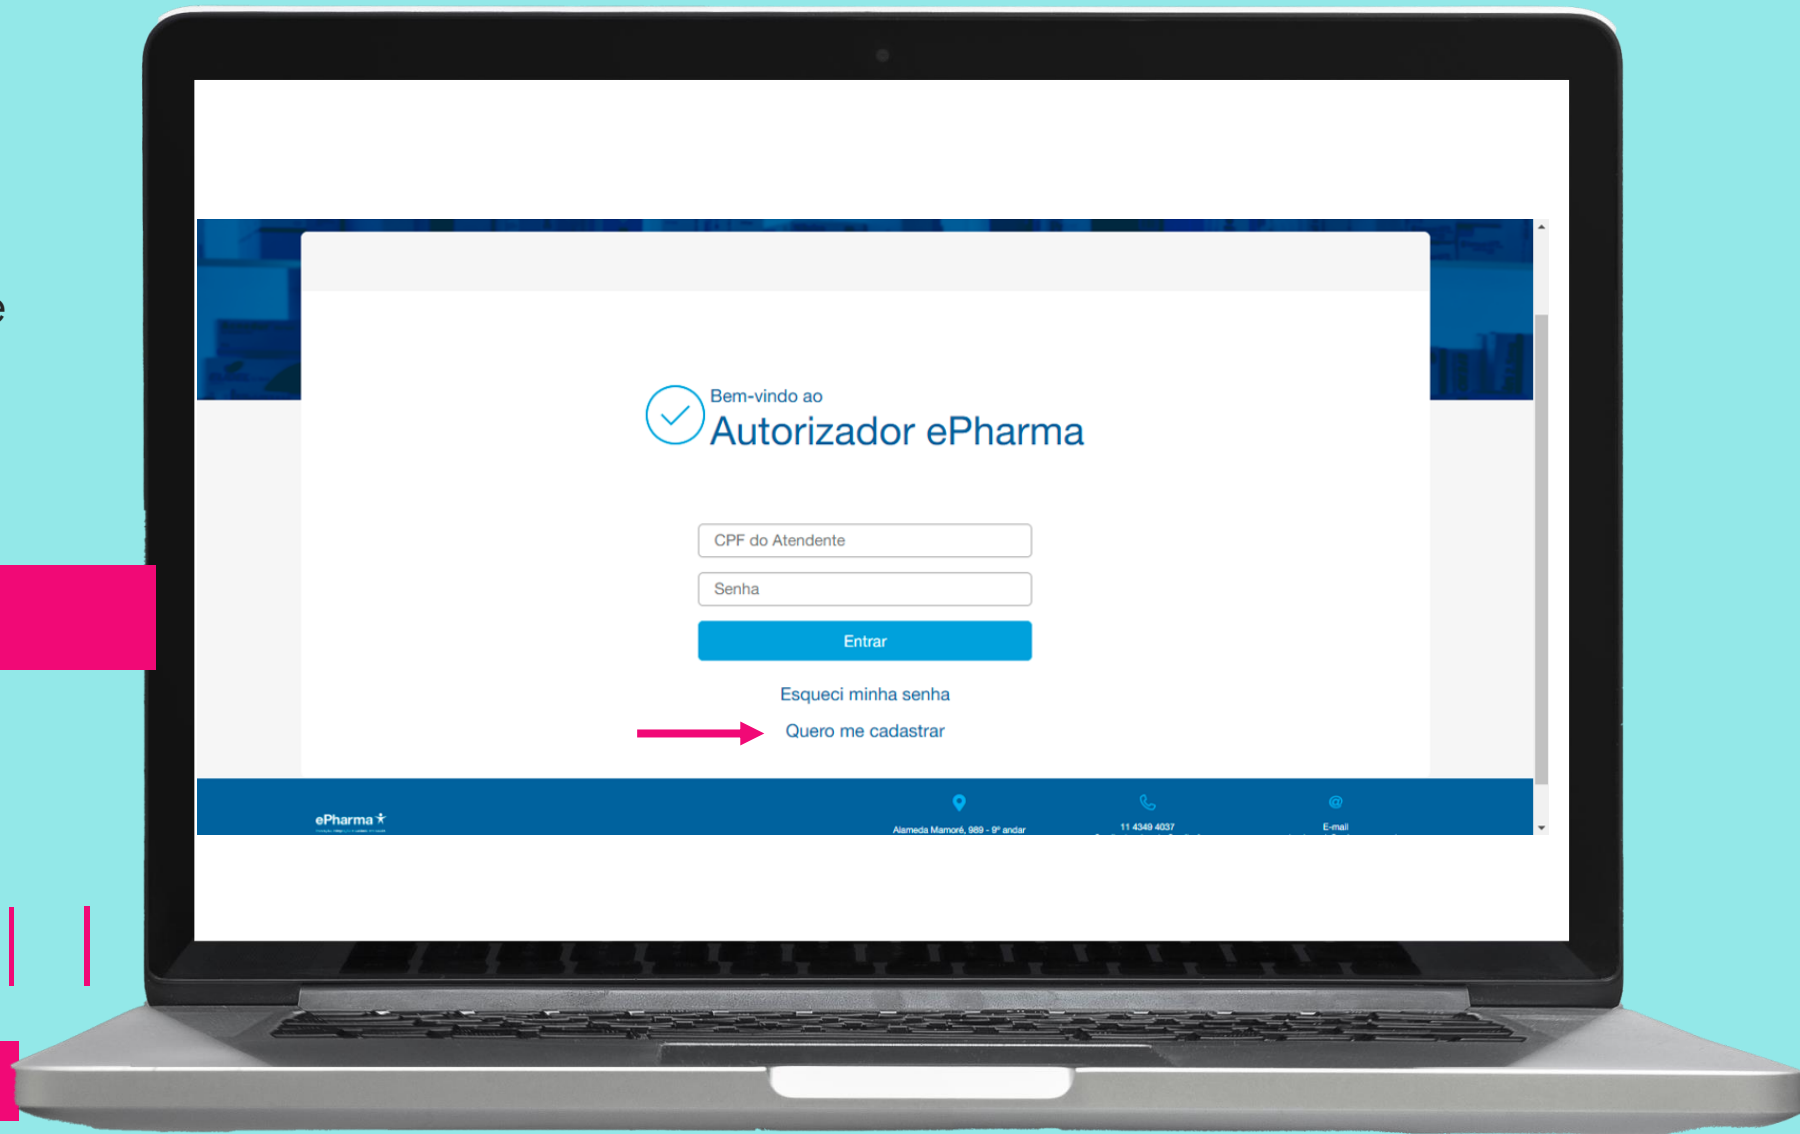 e
Bem-vindo ao
Autorizador ePharma
CPF do Atendente
Senha
Entrar
Esqueci minha senha
Quero me cadastrar
ePharma
Alameda Mamoré, 989 - 9º andar
11 4349 4037
E-mail